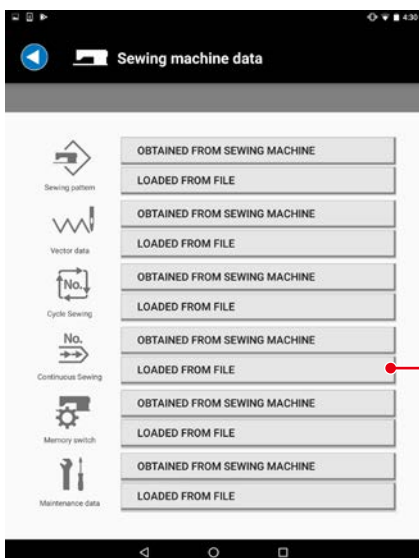 4:30
Sewing machine data
OBTAINED FROM SEWING MACHINE
LOADED FROM FILE
Sewing pattern
OBTAINED FROM SEWING MACHINE
LOADED FROM FILE
Vector data
No.
OBTAINED FROM SEWING MACHINE
LOADED FROM FILE
Cycle Sewing
No.
OBTAINED FROM SEWING MACHINE
LOADED FROM FILE
Continuous Sewing
OBTAINED FROM SEWING MACHINE
LOADED FROM FILE
Memory switch
OBTAINED FROM SEWING MACHINE
LOADED FROM FILE
Maintenance data